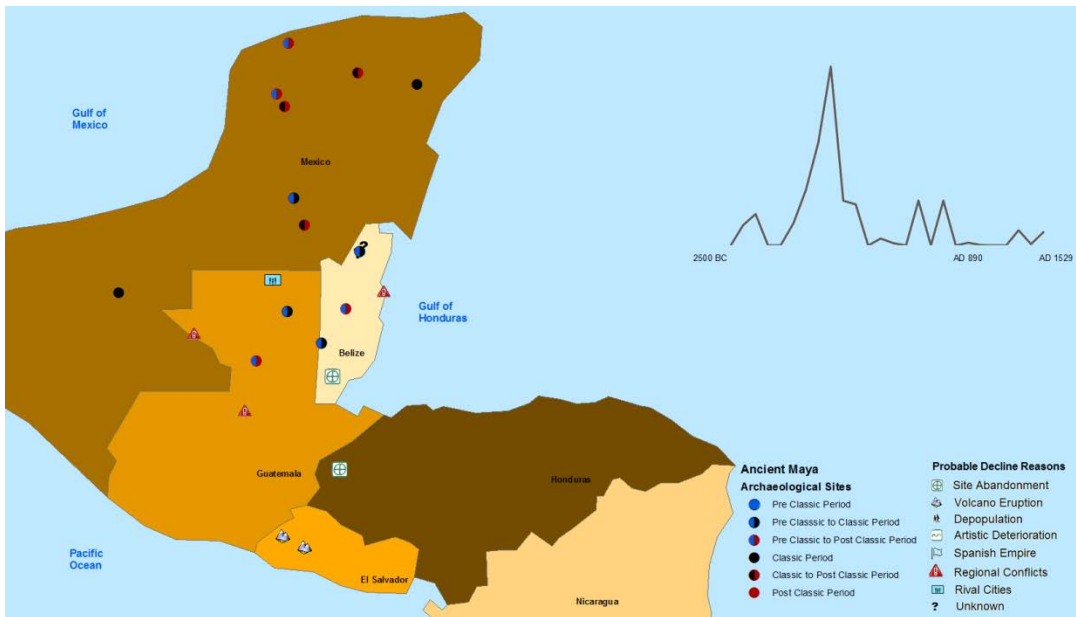 Gulf of
Mexico
Mexico
Gulf of
Honduras
Belize
Guatemala
Honduras
Pacific
Ocean
El Salvador
Nicaragua
2500 BC
AD 890
AD 1529
Ancient Maya
Archaeological Sites
Pre Classic Period
Pre Classsic to Classic Period
Pre Classic to Post Classic Period
Classic Period
Classic to Post Classic Period
Post Classic Period
Probable Decline Reasons
Site Abandonment
Volcano Eruption
Depopulation
Artistic Deterioration
Spanish Empire
Regional Conflicts
Rival Cities
? Unknown